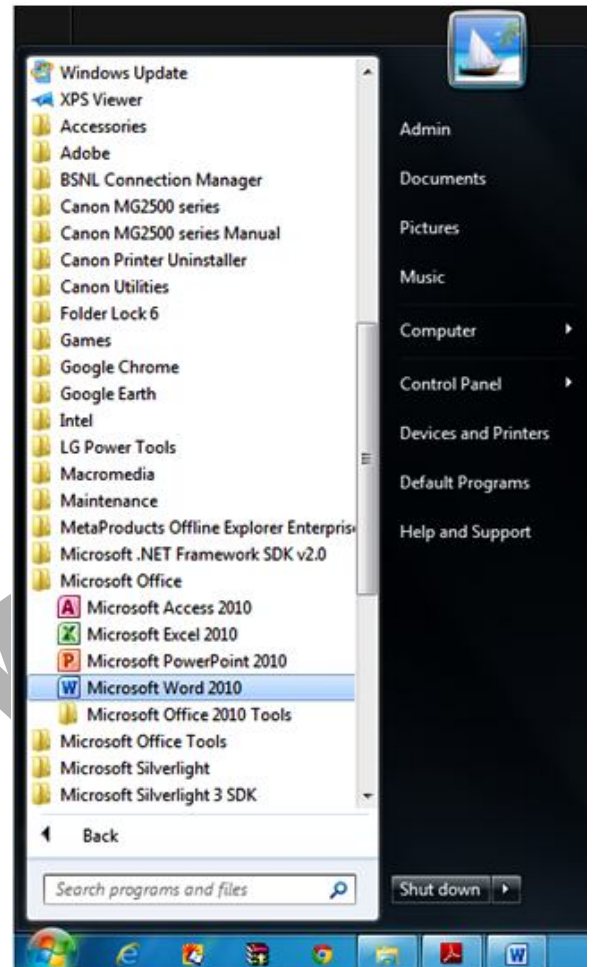 Windows Update
XPS Viewer
Accessories
Adobe
BSNL Connection Manager
Canon MG2500 series
Canon MG2500 series Manual
Canon Printer Uninstaller
Canon Utilities
Folder Lock 6
Games
Google Chrome
Google Earth
Intel
LG Power Tools
Macromedia
Maintenance
MetaProducts Offline Explorer Enterpris
Microsoft .NET Framework SDK v2.0
Microsoft Office
Microsoft Access 2010
Microsoft Excel 2010
Microsoft PowerPoint 2010
Microsoft Word 2010
Microsoft Office 2010 Tools
Microsoft Office Tools
Microsoft Silverlight
Microsoft Silverlight 3 SDK
Back
Search programs and files
Admin
Documents
Pictures
Music
Computer
Control Panel
Devices and Printers
Default Programs
Help and Support
Shut down